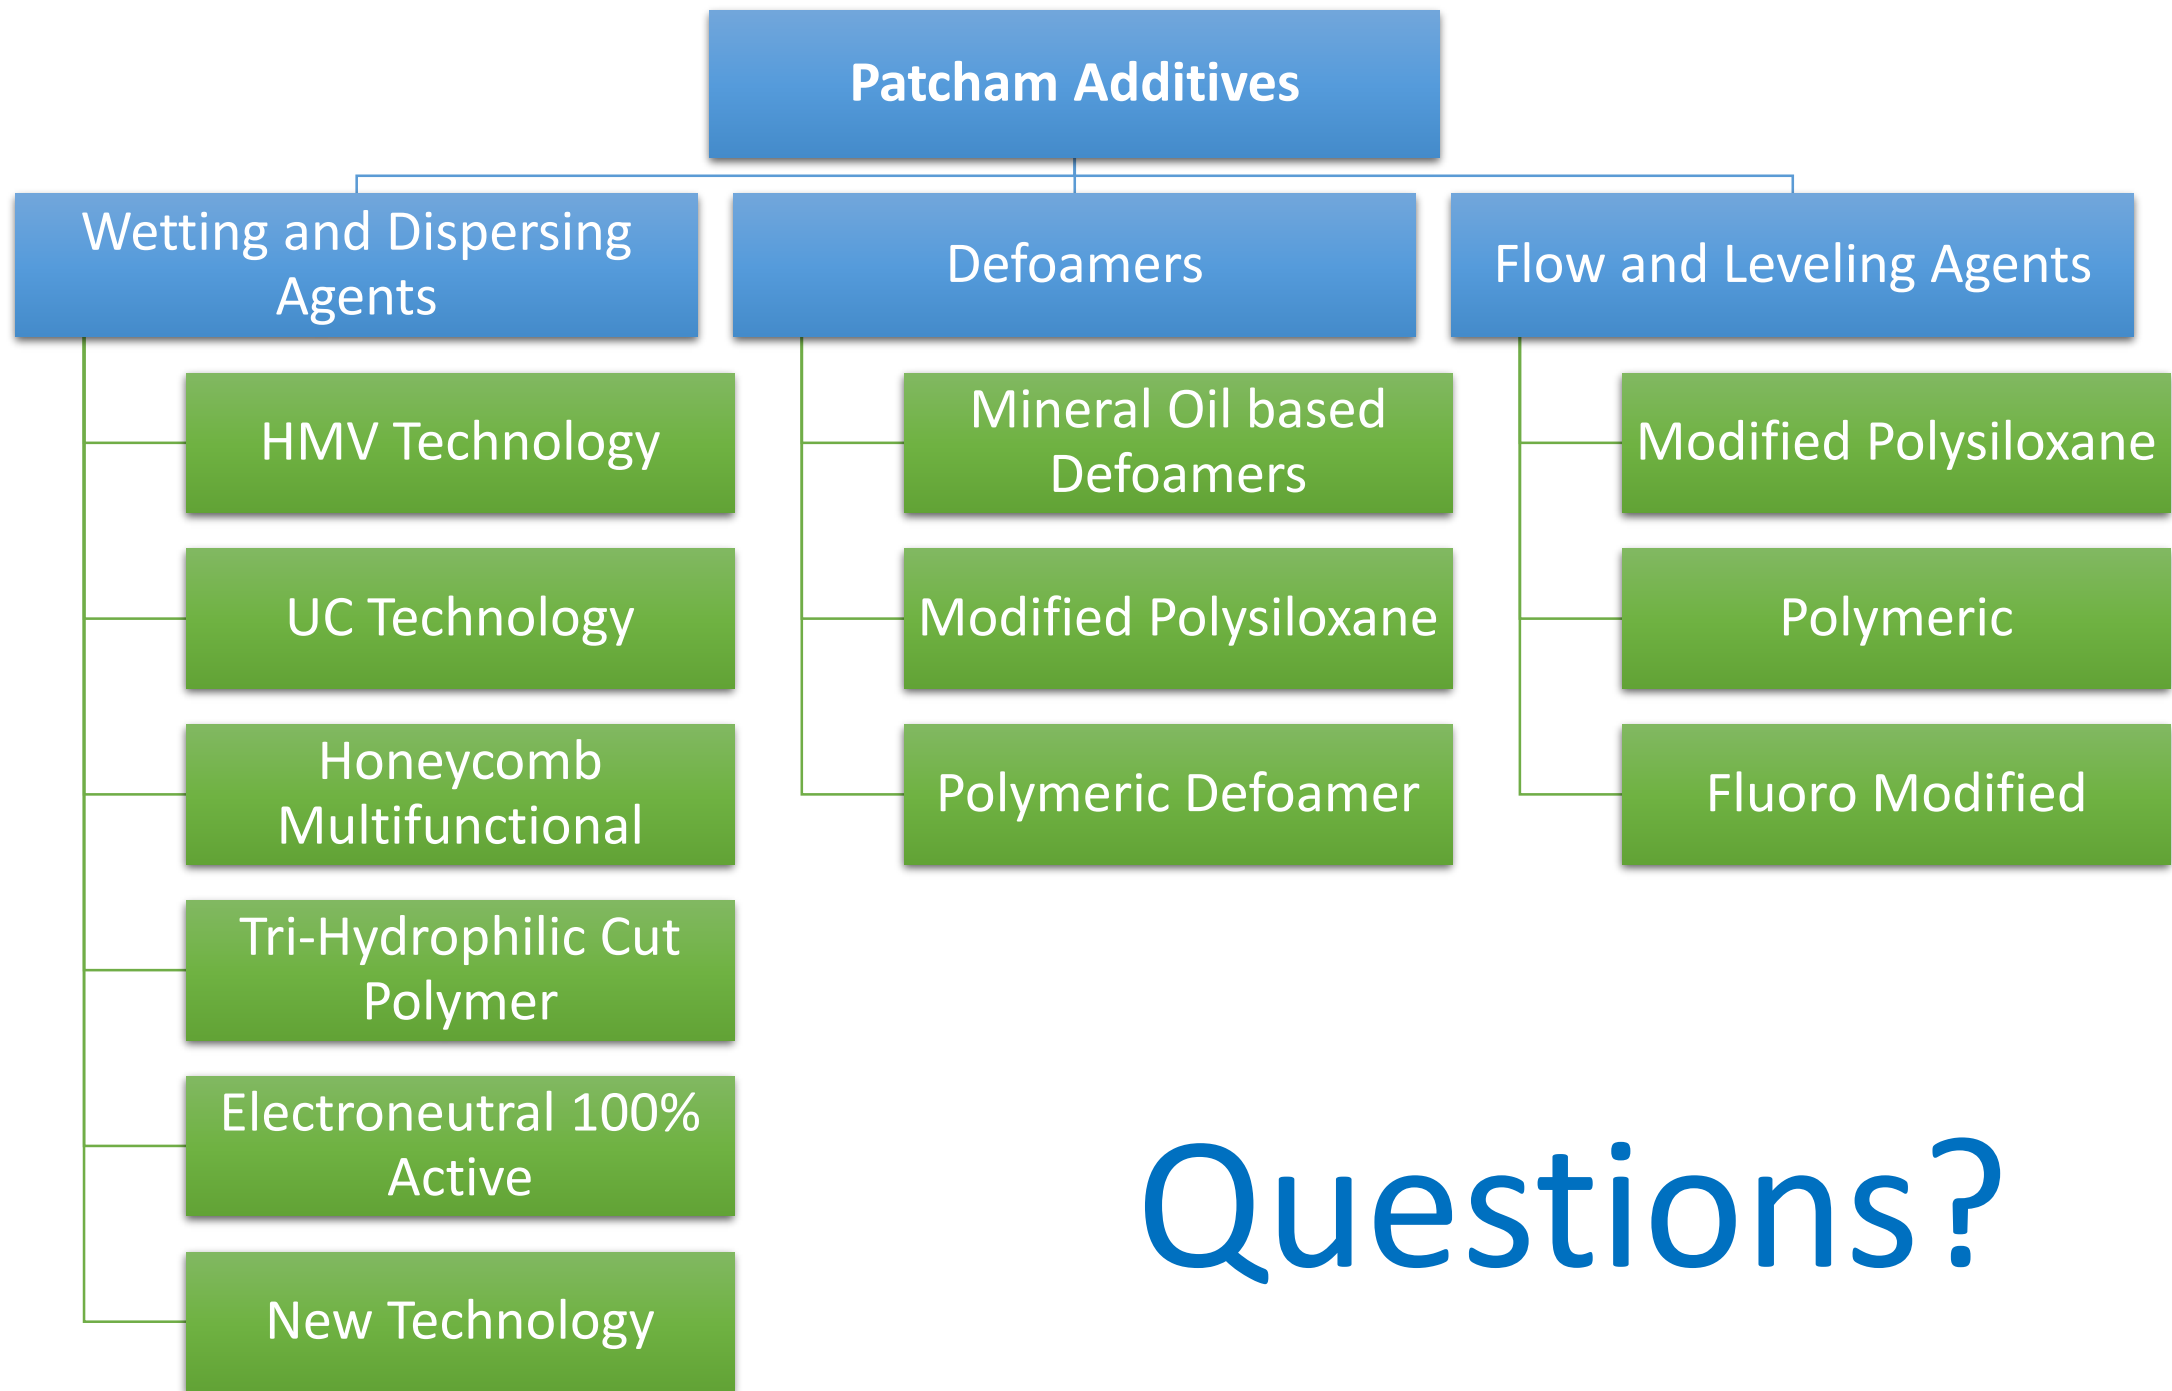 Patcham Additives
Wetting and Dispersing
Agents
HMV Technology
UC Technology
Honeycomb
Multifunctional
Tri-Hydrophilic Cut
Polymer
Electroneutral 100%
Active
New Technology
Defoamers
Mineral Oil based
Defoamers
Modified Polysiloxane
Polymeric Defoamer
Flow and Leveling Agents
Modified Polysiloxane
Polymeric
Fluoro Modified
Questions?